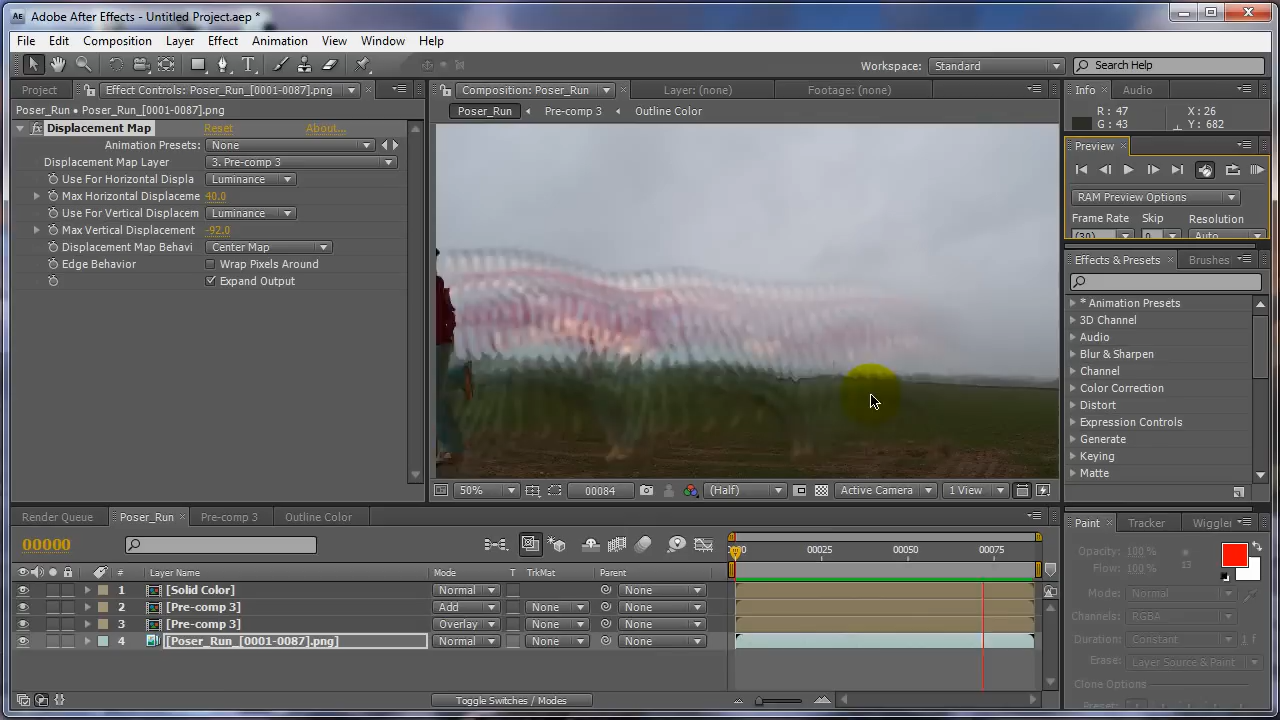 Adobe After Effects - Untitled Project.aep *
File Edit Composition Layer Effect Animation View Window Help
Workspace: Standard Search Help
Project Effect Controls: Poser_Run_[0001-0087].png
Poser_Run • Poser_Run_[0001-0087].png
fx Displacement Map Reset About...
Animation Presets: None
Displacement Map Layer 3. Pre-comp 3
Use For Horizontal Displa Luminance
Max Horizontal Displaceme 40.0
Use For Vertical Displacem Luminance
Max Vertical Displacement -92.0
Displacement Map Behavi Center Map
Edge Behavior Wrap Pixels Around
Expand Output
Composition: Poser_Run Layer: (none) Footage: (none)
Poser_Run Pre-comp 3 Outline Color
50% 00084 (Half) Active Camera 1 View
Info Audio
R: 47 X: 26
G: 43 Y: 682
Preview
RAM Preview Options
Frame Rate Skip Resolution
(30) 0 Auto
Effects & Presets Brushes
* Animation Presets
3D Channel
Audio
Blur & Sharpen
Channel
Color Correction
Distort
Expression Controls
Generate
Keying
Matte
Render Queue Poser_Run Pre-comp 3 Outline Color
00000
00025 00050 00075
# Layer Name Mode T TrkMat Parent
1 [Solid Color] Normal None
2 [Pre-comp 3] Add None None
3 [Pre-comp 3] Overlay None None
4 [Poser_Run_[0001-0087].png] Normal None None
Toggle Switches / Modes
Paint Tracker Wiggler
Opacity: 100 %
Flow: 100 % 13
Mode: Normal
Channels: RGBA
Duration: Constant 1 f
Erase: Layer Source & Paint
Clone Options
Preset: